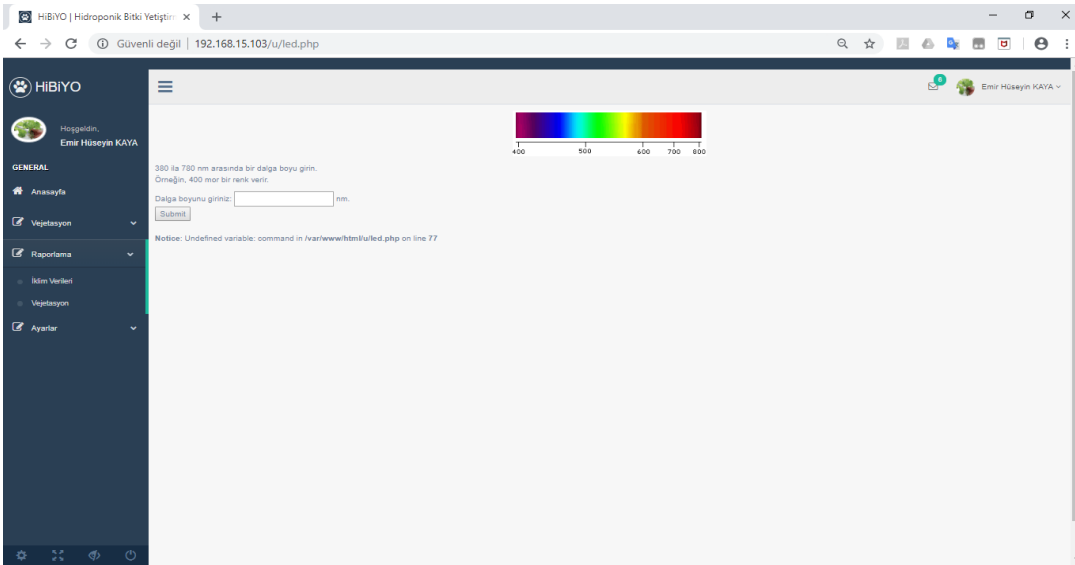 HiBiYO | Hidroponik Bitki Yetiştirm
Güvenli değil | 192.168.15.103/u/led.php
HiBiYO
6
Emir Hüseyin KAYA
Hoşgeldin,
Emir Hüseyin KAYA
GENERAL
Anasayfa
Vejetasyon
Raporlama
İklim Verileri
Vejetasyon
Ayarlar
400 500 600 700 800
380 ila 780 nm arasında bir dalga boyu girin.
Örneğin, 400 mor bir renk verir.
Dalga boyunu giriniz: nm.
Submit
Notice: Undefined variable: command in /var/www/html/u/led.php on line 77